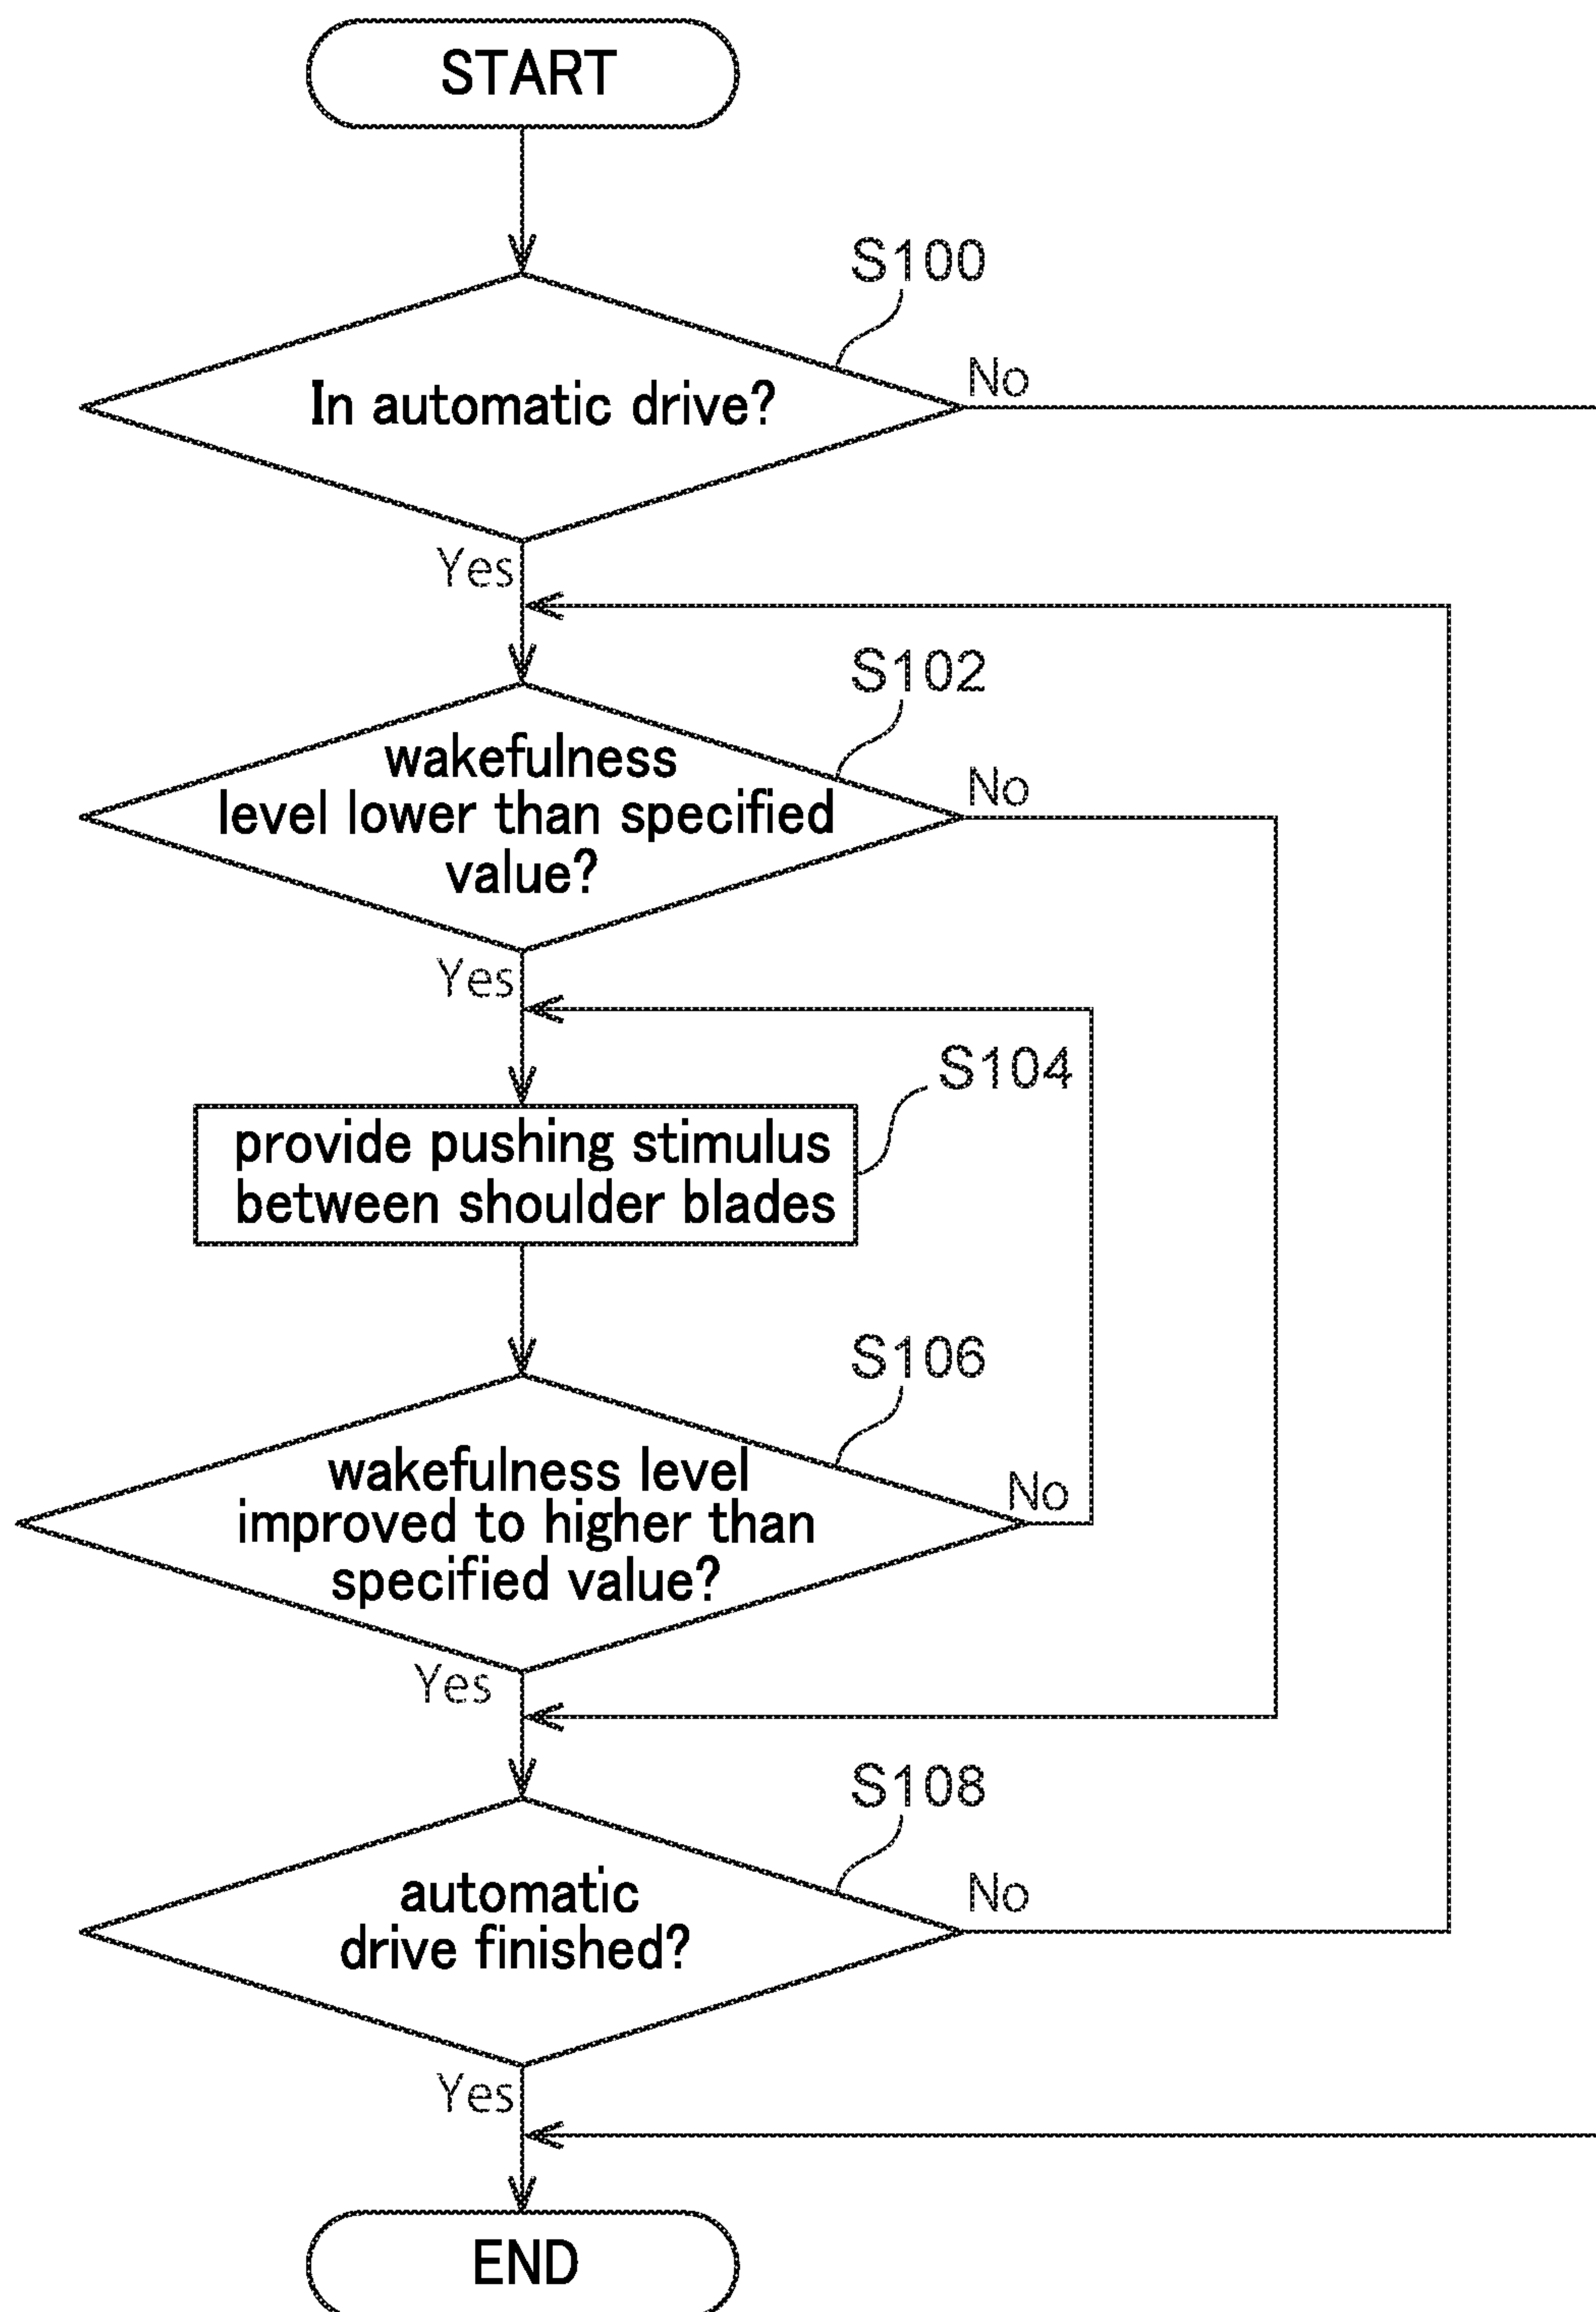 START
S100
In automatic drive?
No
Yes
S102
wakefulness
level lower than specified
value?
No
Yes
S104
provide pushing stimulus
between shoulder blades
S106
wakefulness level
improved to higher than
specified value?
No
Yes
S108
automatic
drive finished?
No
Yes
END